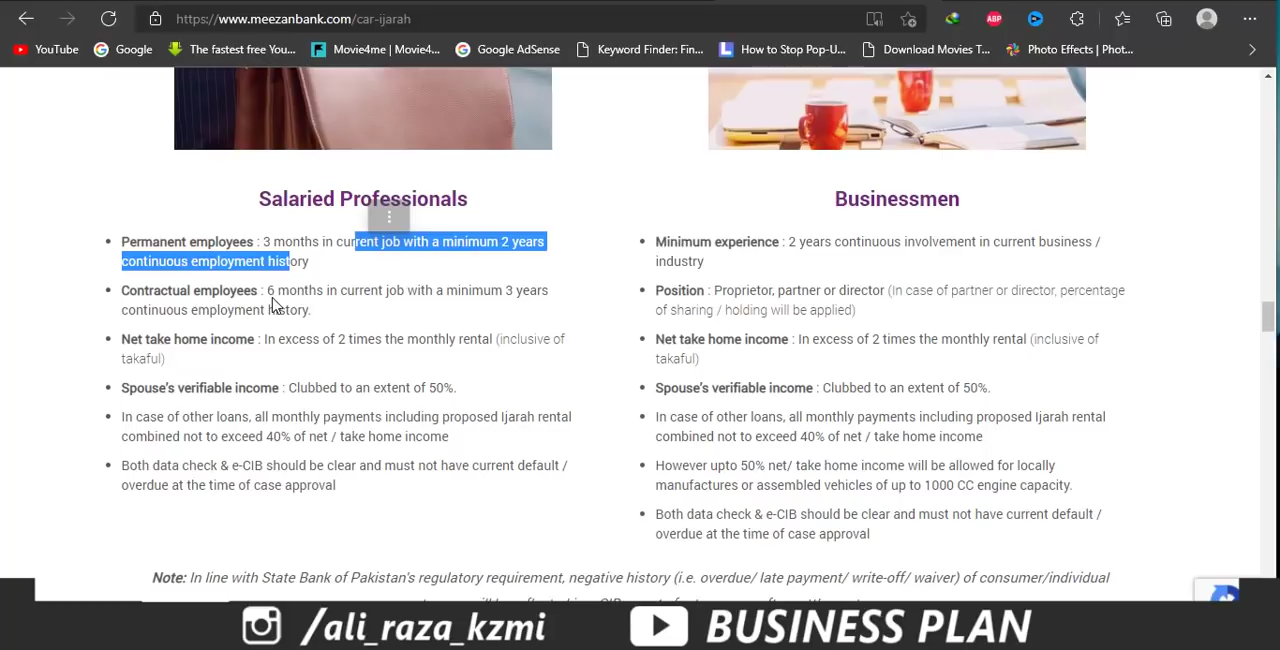 https://www.meezanbank.com/car-ijarah
ABP
YouTube
Google
The fastest free You...
Movie4me | Movie4...
Google AdSense
Keyword Finder: Fin...
How to Stop Pop-U...
Download Movies T...
Photo Effects | Phot...
Salaried Professionals
Permanent employees : 3 months in current job with a minimum 2 years
continuous employment history
Contractual employees : 6 months in current job with a minimum 3 years
continuous employment history.
Net take home income : In excess of 2 times the monthly rental (inclusive of
takaful)
Spouse's verifiable income : Clubbed to an extent of 50%.
In case of other loans, all monthly payments including proposed Ijarah rental
combined not to exceed 40% of net / take home income
Both data check & e-CIB should be clear and must not have current default /
overdue at the time of case approval
Businessmen
Minimum experience : 2 years continuous involvement in current business /
industry
Position : Proprietor, partner or director (In case of partner or director, percentage
of sharing / holding will be applied)
Net take home income : In excess of 2 times the monthly rental (inclusive of
takaful)
Spouse's verifiable income : Clubbed to an extent of 50%.
In case of other loans, all monthly payments including proposed Ijarah rental
combined not to exceed 40% of net / take home income
However upto 50% net/ take home income will be allowed for locally
manufactures or assembled vehicles of up to 1000 CC engine capacity.
Both data check & e-CIB should be clear and must not have current default /
overdue at the time of case approval
Note: In line with State Bank of Pakistan's regulatory requirement, negative history (i.e. overdue/ late payment/ write-off/ waiver) of consumer/individual
/ali_raza_kzmi
BUSINESS PLAN